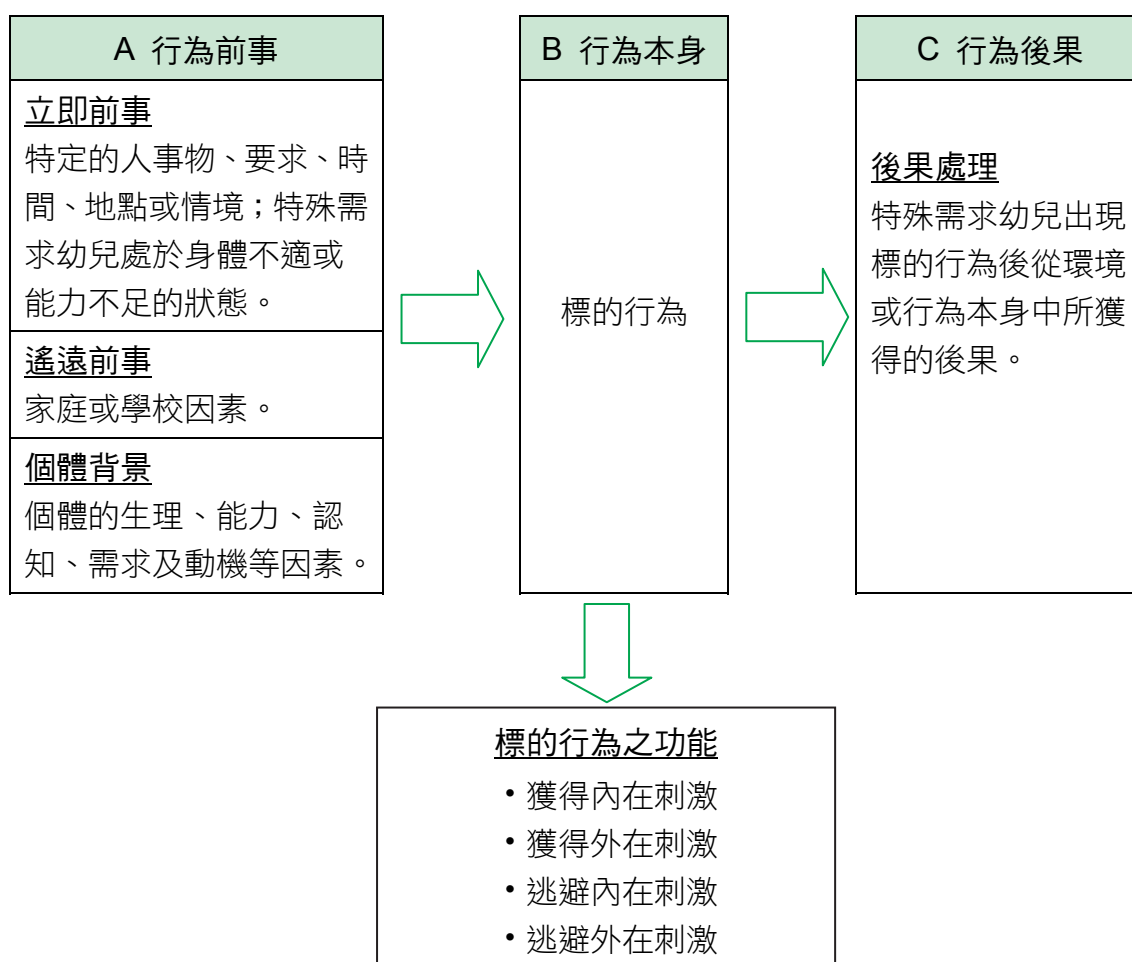 A 行為前事
立即前事
特定的人事物、要求、時
間、地點或情境；特殊需
求幼兒處於身體不適或
能力不足的狀態。
遙遠前事
家庭或學校因素。
個體背景
個體的生理、能力、認
知、需求及動機等因素。
B 行為本身
標的行為
C 行為後果
後果處理
特殊需求幼兒出現
標的行為後從環境
或行為本身中所獲
得的後果。
標的行為之功能
•獲得內在刺激
•獲得外在刺激
•逃避內在刺激
•逃避外在刺激